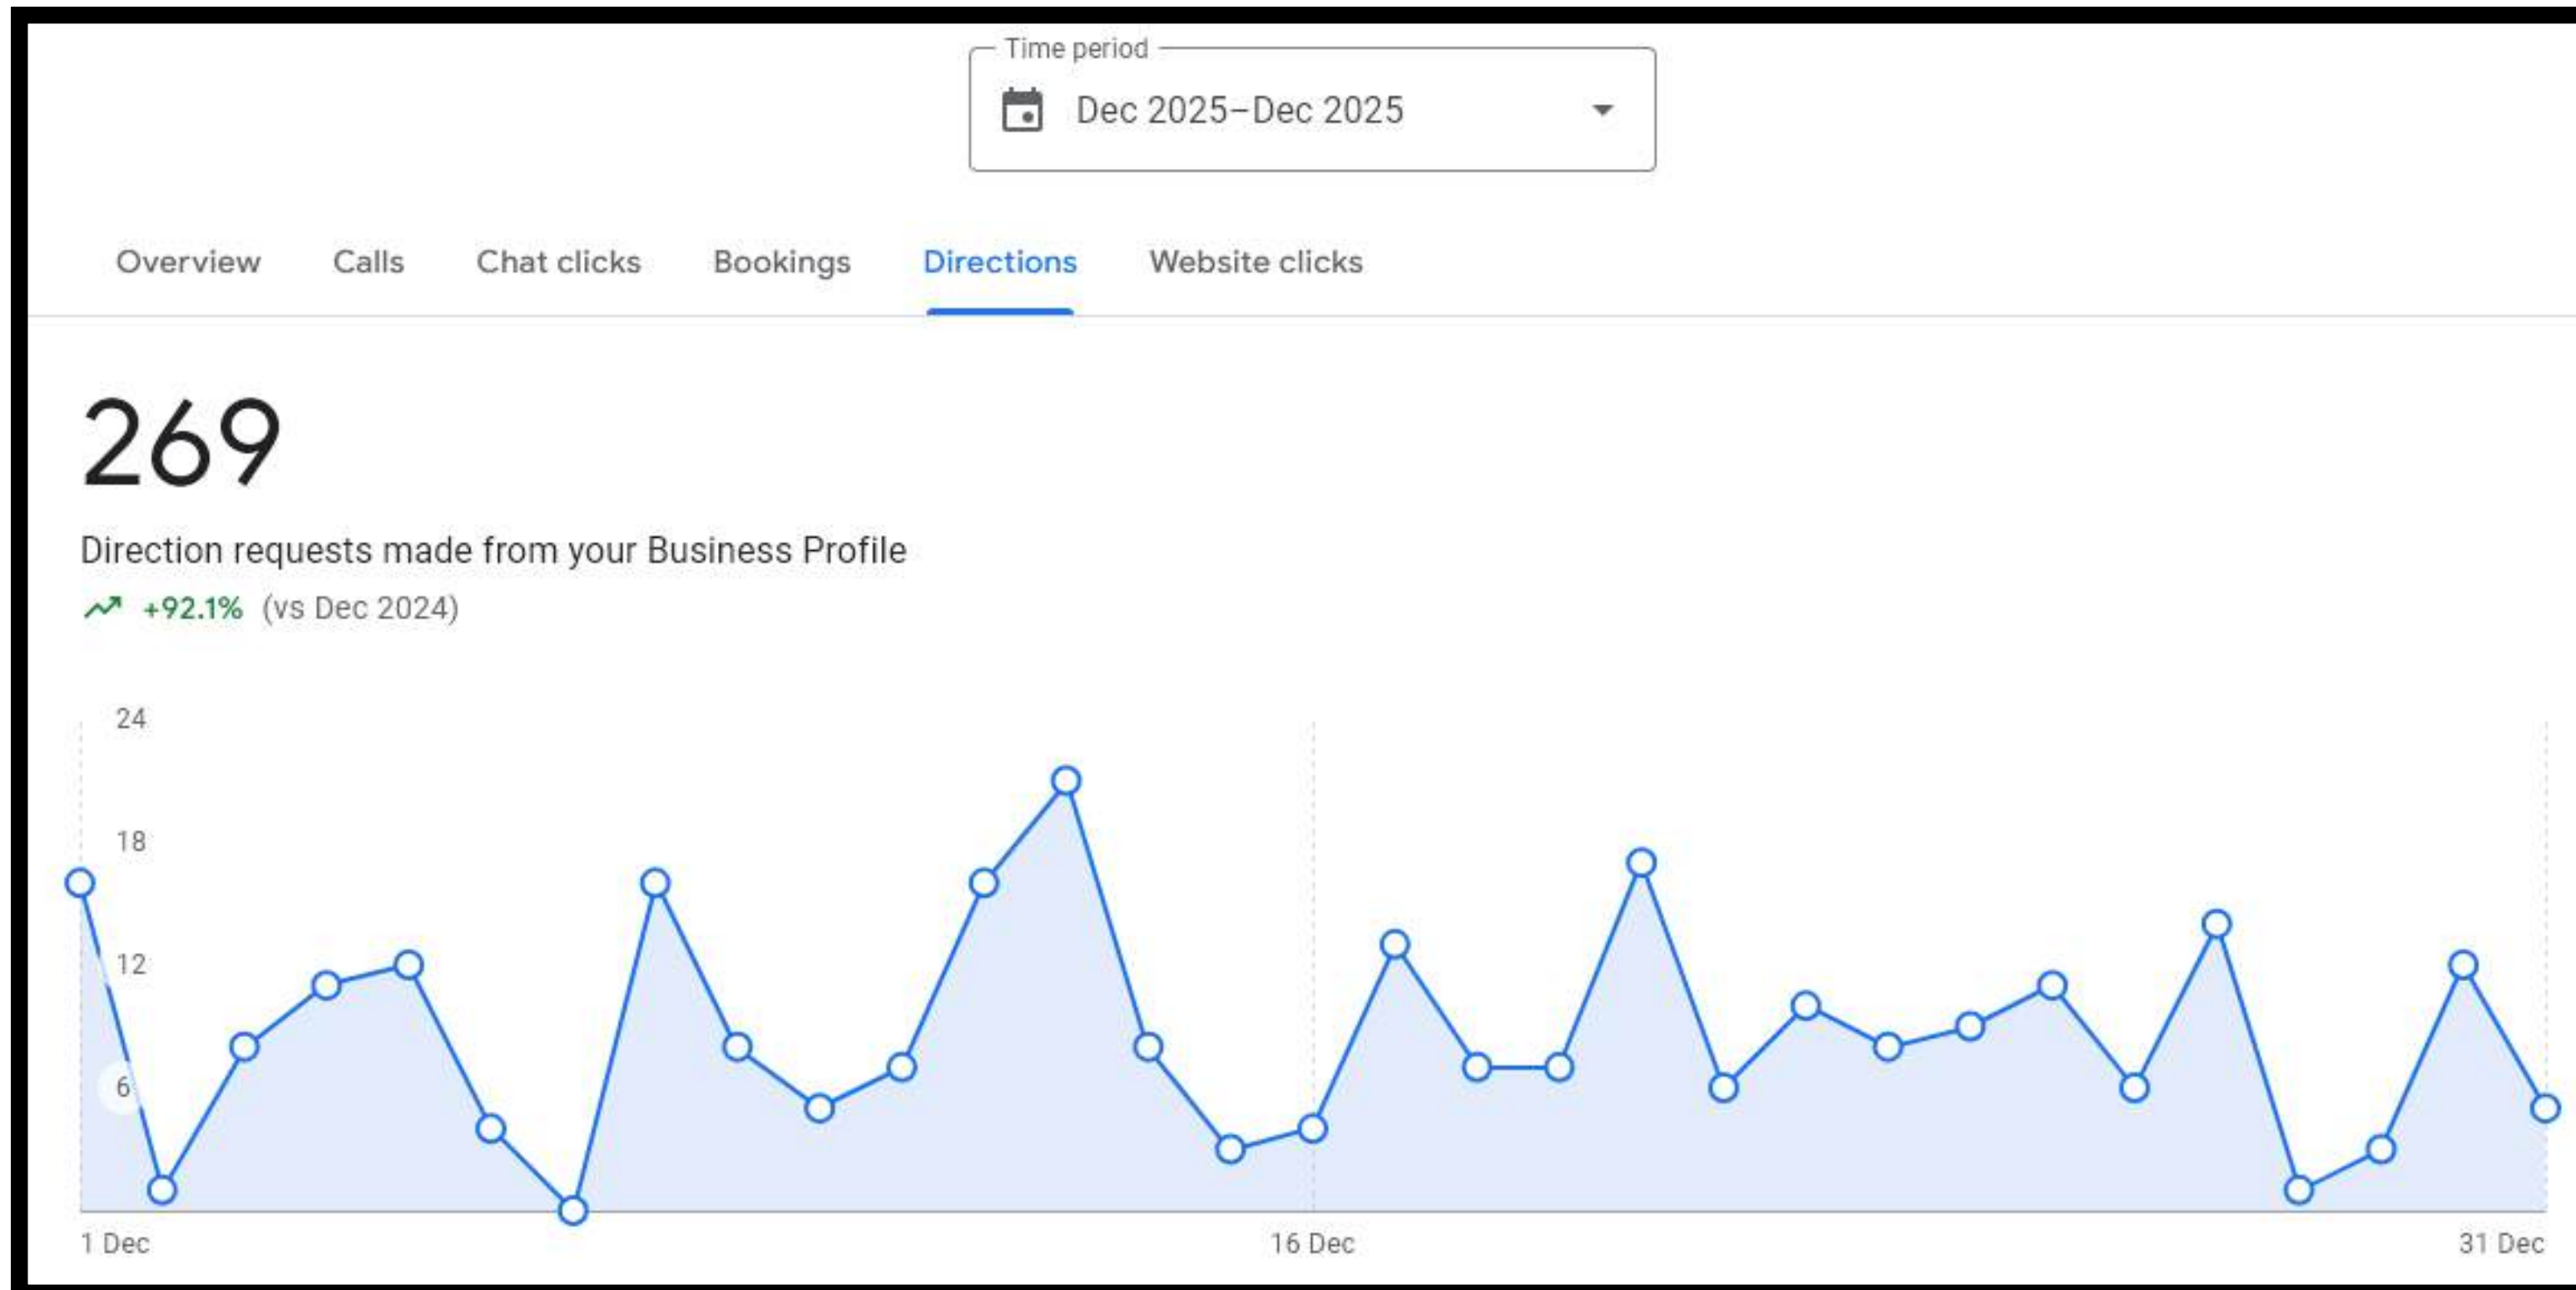 Time period
Dec 2025–Dec 2025
Overview Calls Chat clicks Bookings Directions Website clicks
269
Direction requests made from your Business Profile
+92.1% (vs Dec 2024)
24
18
12
6
1 Dec 16 Dec 31 Dec